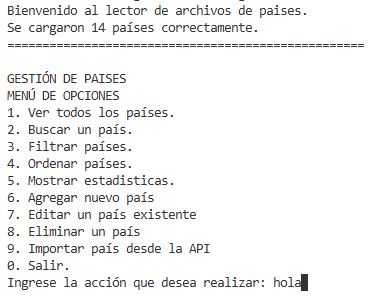 Bienvenido al lector de archivos de paises.
Se cargaron 14 países correctamente.
===================================================
GESTIÓN DE PAISES
MENÚ DE OPCIONES
1. Ver todos los países.
2. Buscar un país.
3. Filtrar países.
4. Ordenar países.
5. Mostrar estadisticas.
6. Agregar nuevo país
7. Editar un país existente
8. Eliminar un país
9. Importar país desde la API
0. Salir.
Ingrese la acción que desea realizar: hola